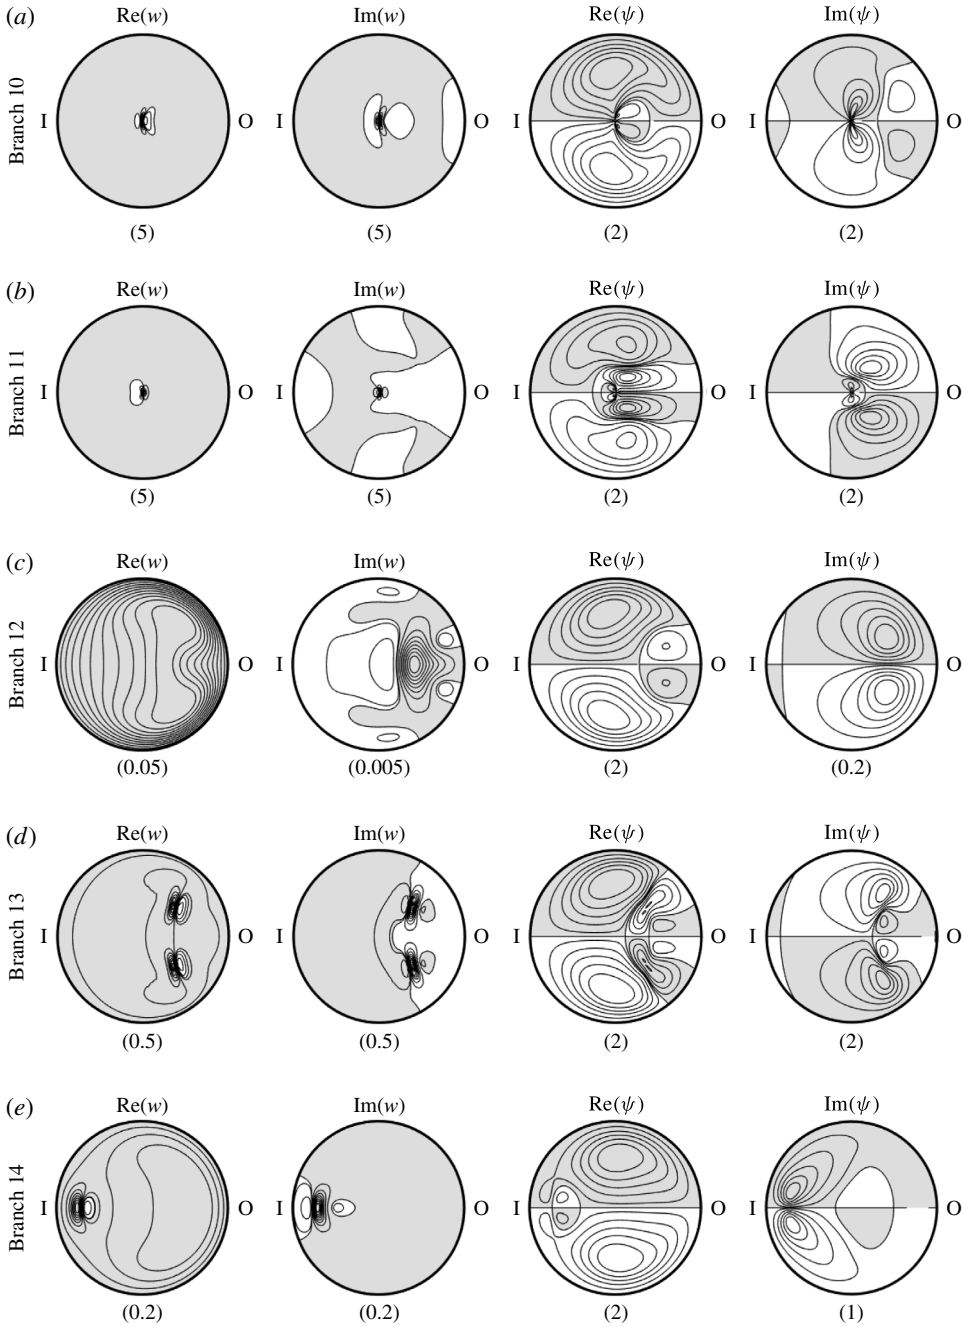 (a) Re(w) Im(w) Re(ψ) Im(ψ)
Branch 10
I O I O I O I O
(5) (5) (2) (2)
(b) Re(w) Im(w) Re(ψ) Im(ψ)
Branch 11
I O I O I O I O
(5) (5) (2) (2)
(c) Re(w) Im(w) Re(ψ) Im(ψ)
Branch 12
I O I O I O I O
(0.05) (0.005) (2) (0.2)
(d) Re(w) Im(w) Re(ψ) Im(ψ)
Branch 13
I O I O I O I O
(0.5) (0.5) (2) (2)
(e) Re(w) Im(w) Re(ψ) Im(ψ)
Branch 14
I O I O I O I O
(0.2) (0.2) (2) (1)